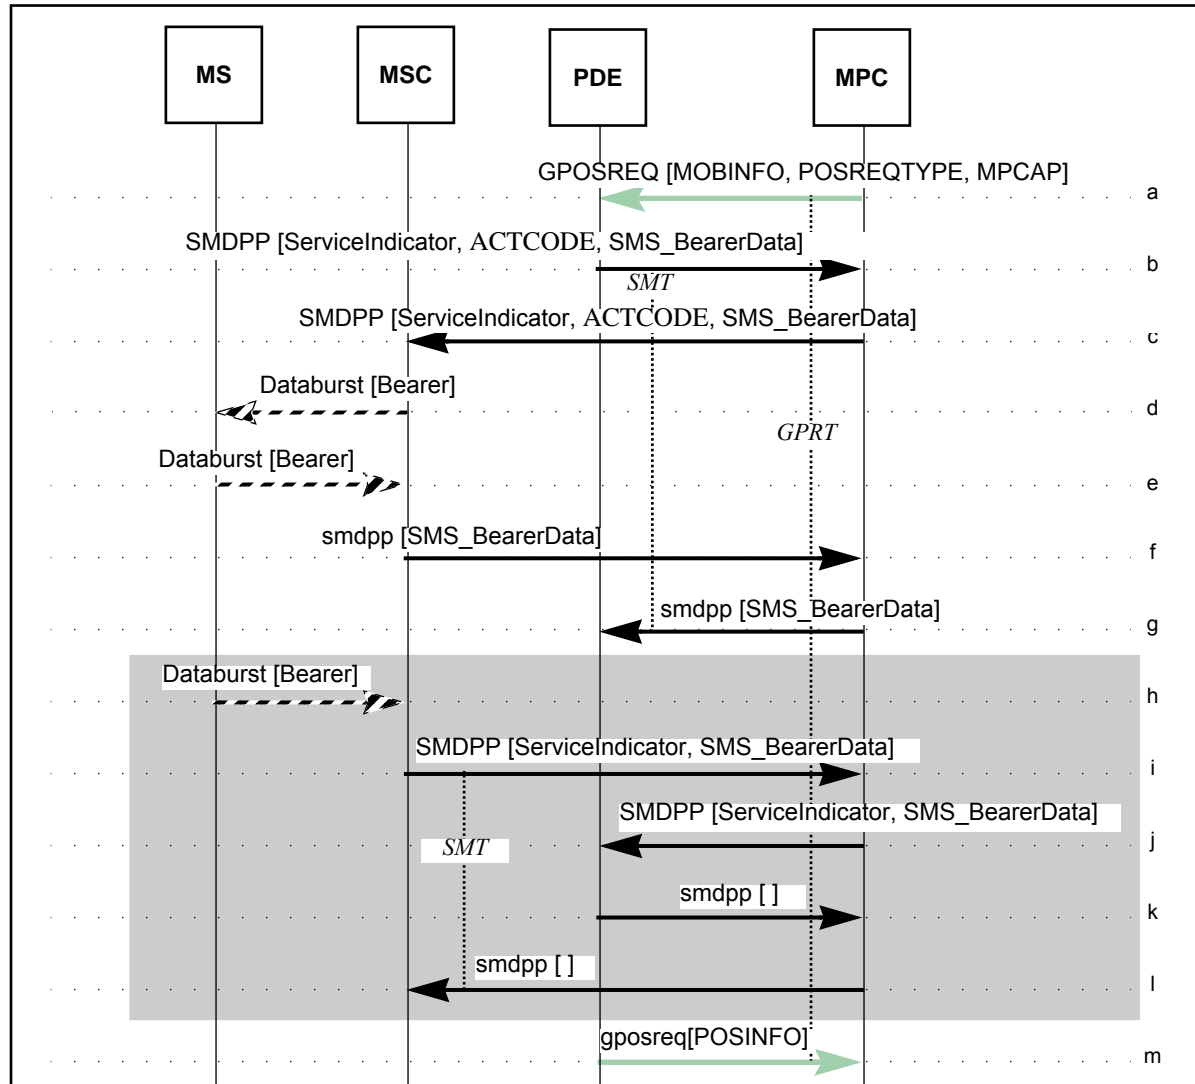 MS MSC PDE MPC
GPOSREQ [MOBINFO, POSREQTYPE, MPCAP]
a
SMDPP [ServiceIndicator, ACTCODE, SMS_BearerData]
b
SMT
SMDPP [ServiceIndicator, ACTCODE, SMS_BearerData]
c
Databurst [Bearer]
d
GPRT
Databurst [Bearer]
e
smdpp [SMS_BearerData]
f
smdpp [SMS_BearerData]
g
Databurst [Bearer]
h
SMDPP [ServiceIndicator, SMS_BearerData]
i
SMDPP [ServiceIndicator, SMS_BearerData]
j
SMT
smdpp [ ]
k
smdpp [ ]
l
gposreq[POSINFO]
m